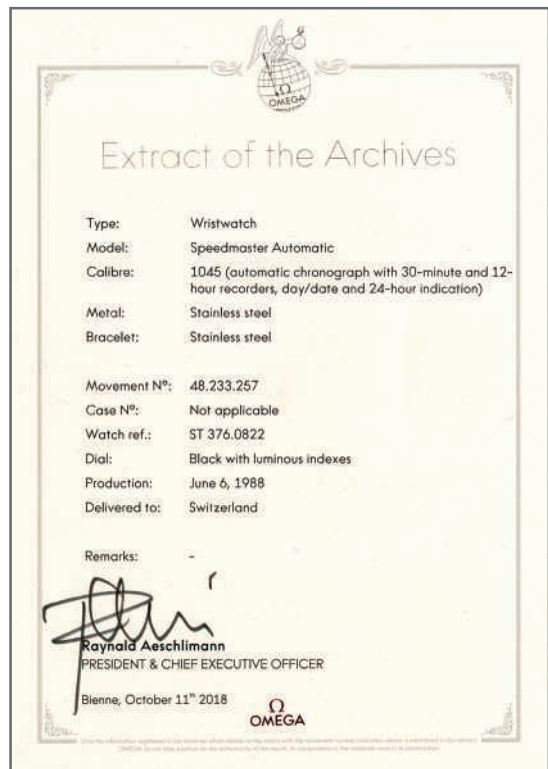 Ω
OMEGA
Extract of the Archives
Type: Wristwatch
Model: Speedmaster Automatic
Calibre: 1045 (automatic chronograph with 30-minute and 12-
hour recorders, day/date and 24-hour indication)
Metal: Stainless steel
Bracelet: Stainless steel
Movement Nº: 48.233.257
Case Nº: Not applicable
Watch ref.: ST 376.0822
Dial: Black with luminous indexes
Production: June 6, 1988
Delivered to: Switzerland
Remarks: -
Raynald Aeschlimann
PRESIDENT & CHIEF EXECUTIVE OFFICER
Bienne, October 11th 2018
Ω
OMEGA